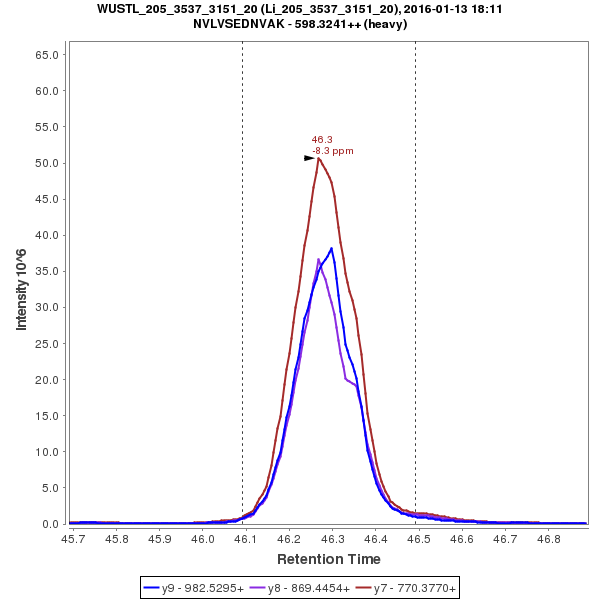 WUSTL_205_3537_3151_20 (Li_205_3537_3151_20), 2016-01-13 18:11
NVLVSEDNVAK - 598.3241++ (heavy)
65.0
60.0
55.0
50.0
45.0
40.0
35.0
30.0
25.0
20.0
15.0
10.0
5.0
0.0
Intensity 10^6
46.3
-8.3 ppm
45.7 45.8 45.9 46.0 46.1 46.2 46.3 46.4 46.5 46.6 46.7 46.8
Retention Time
y9 - 982.5295+ y8 - 869.4454+ y7 - 770.3770+